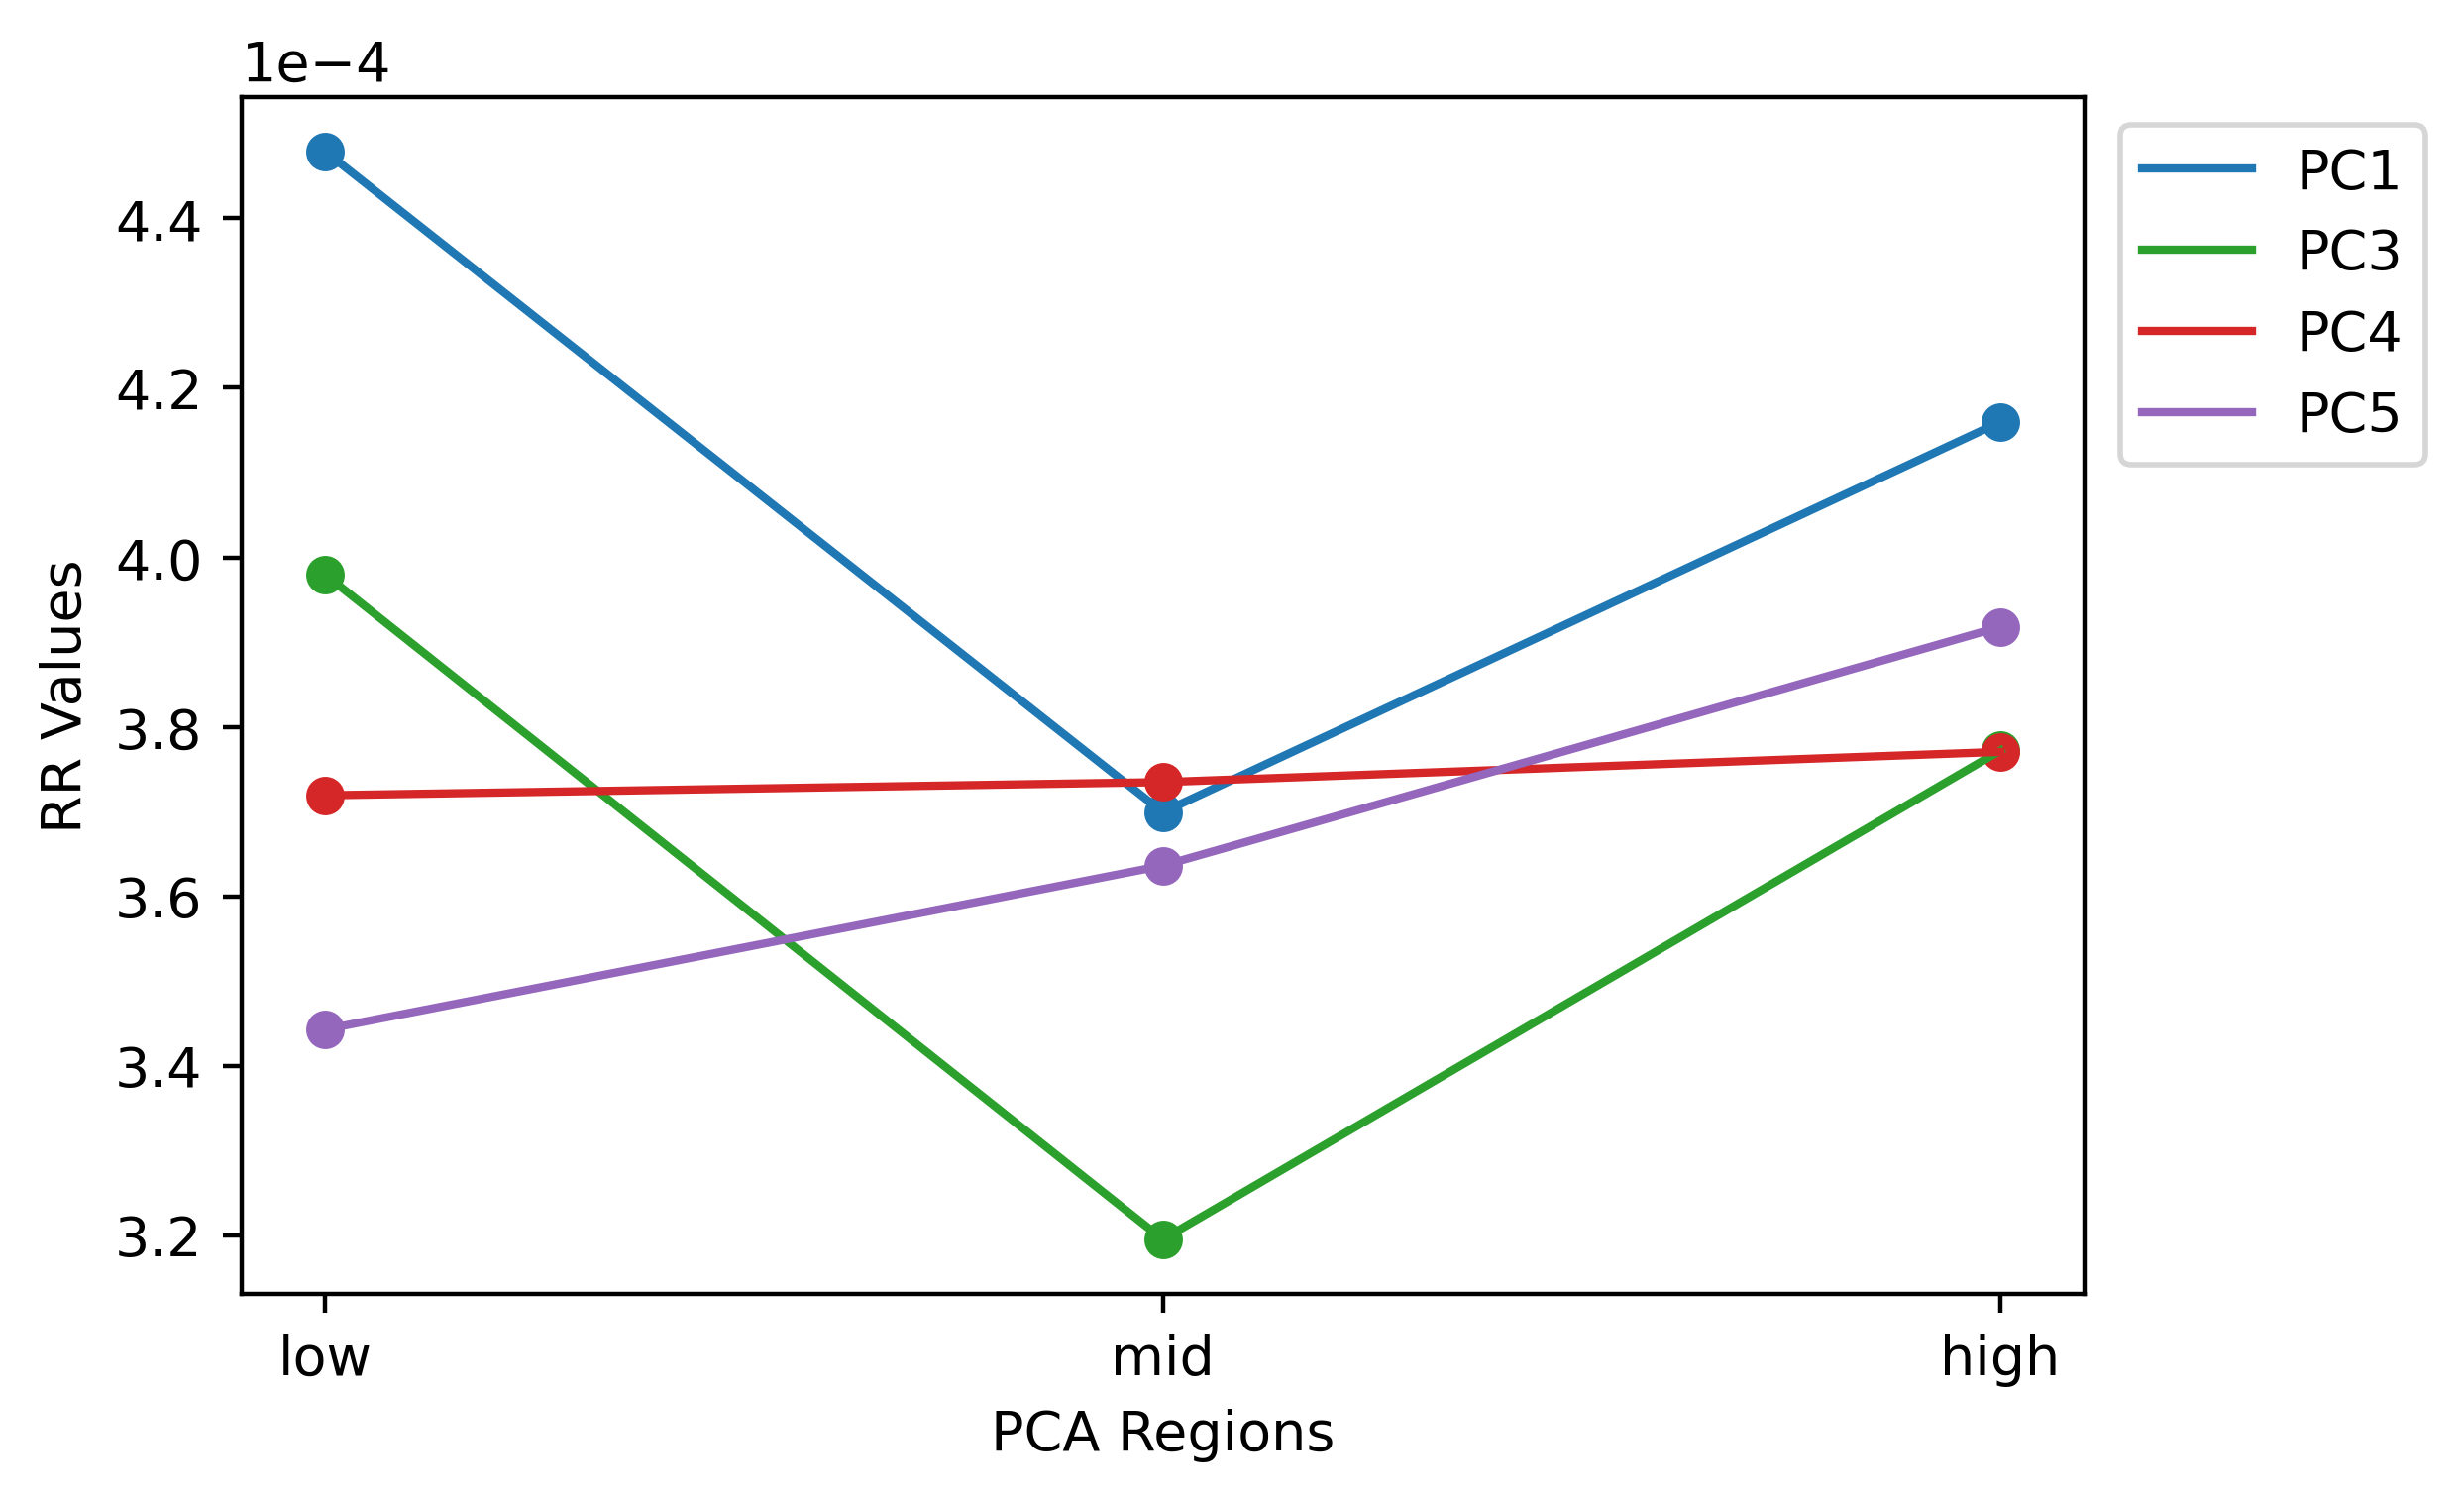 1e−4
4.4
4.2
4.0
3.8
3.6
3.4
3.2
RR Values
low
mid
high
PCA Regions
PC1
PC3
PC4
PC5